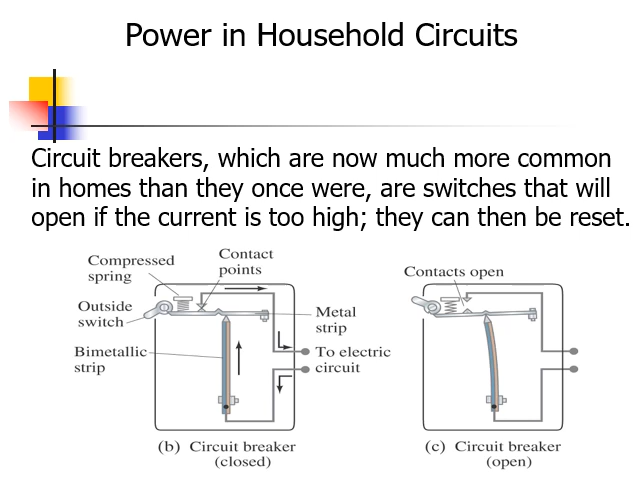 Power in Household Circuits
Circuit breakers, which are now much more common
in homes than they once were, are switches that will
open if the current is too high; they can then be reset.
Compressed
spring
Contact
points
Outside
switch
Metal
strip
Bimetallic
strip
To electric
circuit
(b) Circuit breaker
(closed)
Contacts open
(c) Circuit breaker
(open)